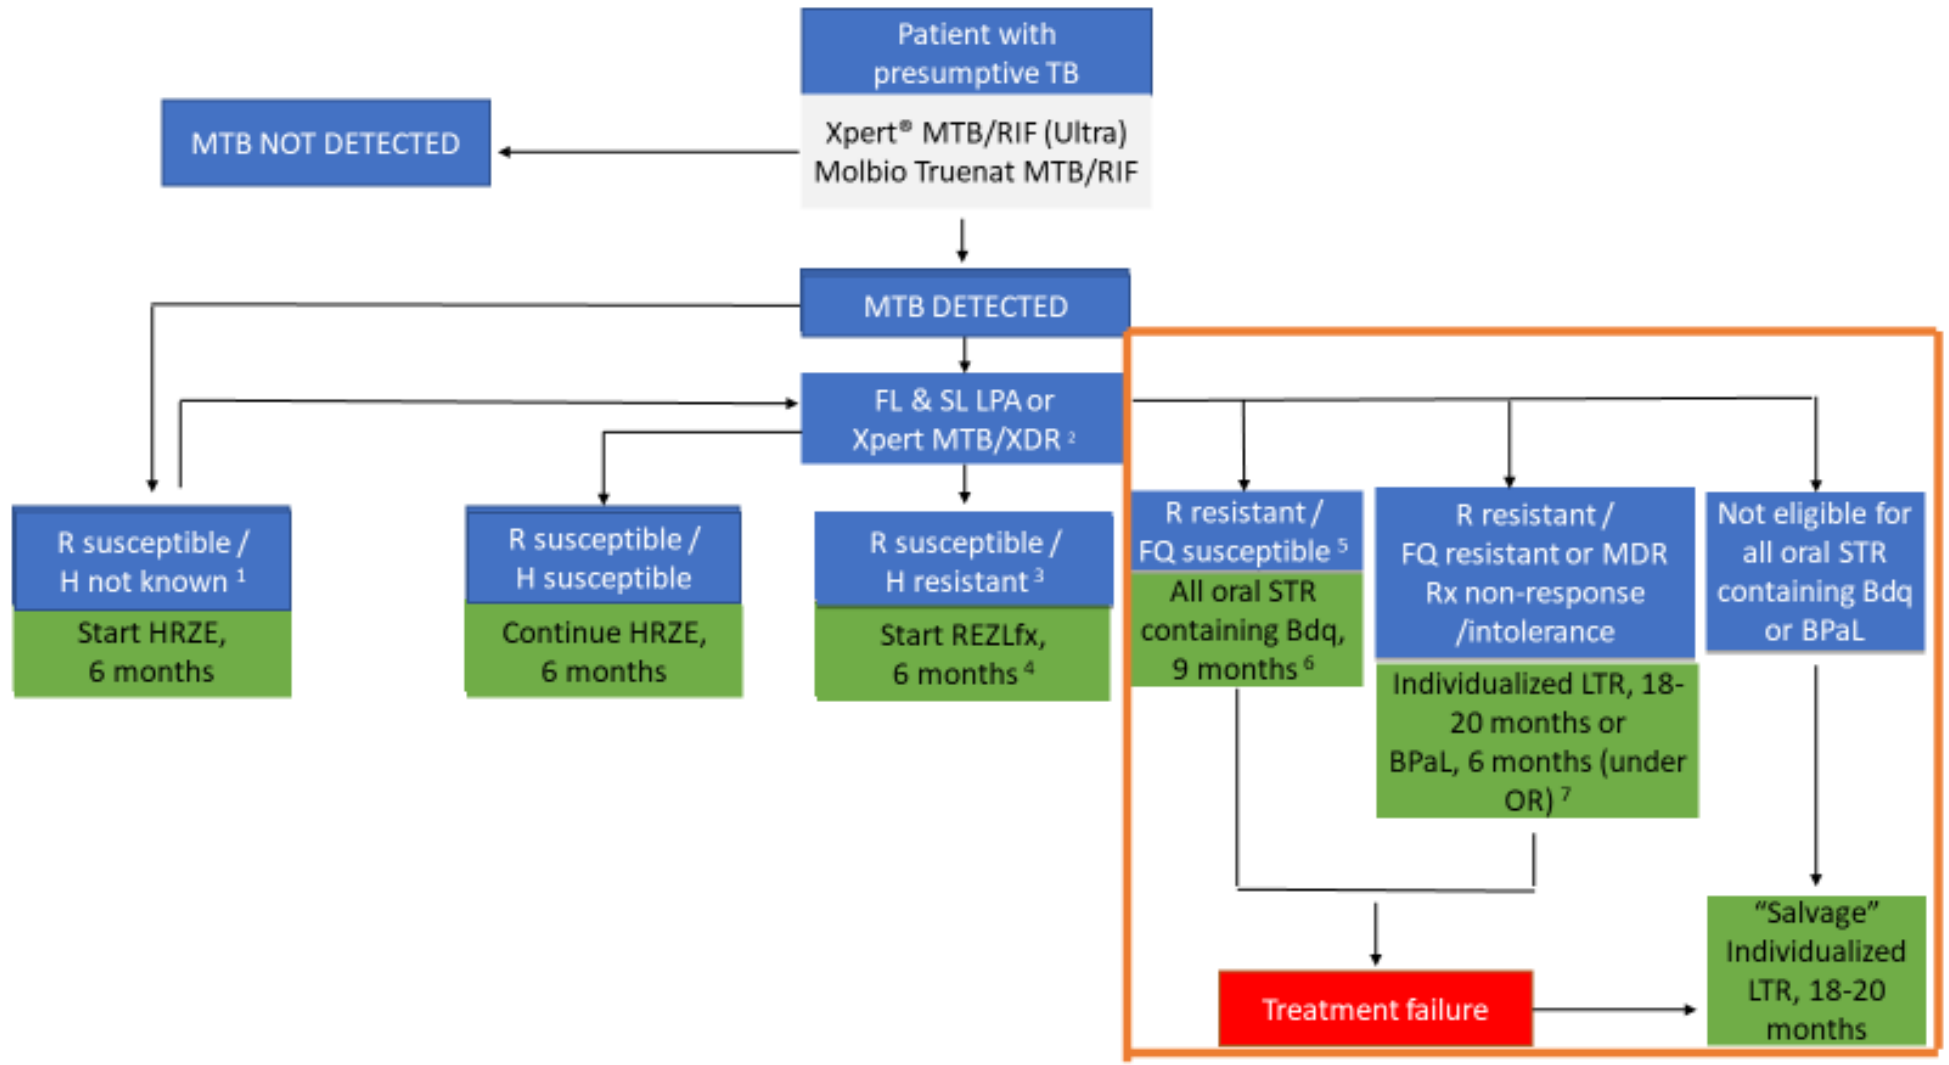 Patient with
presumptive TB
Xpert® MTB/RIF (Ultra)
Molbio Truenat MTB/RIF
MTB NOT DETECTED
MTB DETECTED
FL & SL LPA or
Xpert MTB/XDR ²
R susceptible /
H not known ¹
Start HRZE,
6 months
R susceptible /
H susceptible
Continue HRZE,
6 months
R susceptible /
H resistant ³
Start REZLfx,
6 months ⁴
R resistant /
FQ susceptible ⁵
All oral STR
containing Bdq,
9 months ⁶
R resistant /
FQ resistant or MDR
Rx non-response
/intolerance
Individualized LTR, 18-
20 months or
BPaL, 6 months (under
OR) ⁷
Not eligible for
all oral STR
containing Bdq
or BPaL
Treatment failure
“Salvage”
Individualized
LTR, 18-20
months